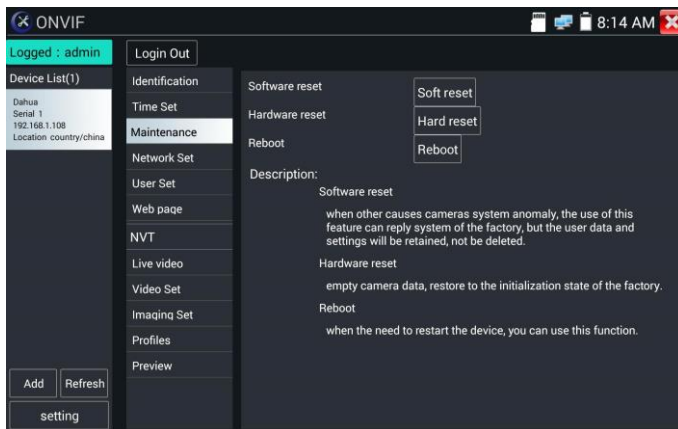 ONVIF
8:14 AM
Logged : admin
Login Out
Device List(1)
Dahua
Serial 1
192.168.1.108
Location country/china
Identification
Time Set
Maintenance
Network Set
User Set
Web page
NVT
Live video
Video Set
Imaging Set
Profiles
Preview
Software reset
Soft reset
Hardware reset
Hard reset
Reboot
Reboot
Description:
Software reset
when other causes cameras system anomaly, the use of this
feature can reply system of the factory, but the user data and
settings will be retained, not be deleted.
Hardware reset
empty camera data, restore to the initialization state of the factory.
Reboot
when the need to restart the device, you can use this function.
Add
Refresh
setting